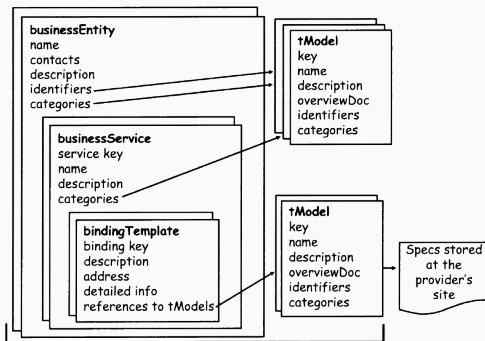 businessEntity
name
contacts
description
identifiers
categories
businessService
service key
name
description
categories
bindingTemplate
binding key
description
address
detailed info
references to tModels
tModel
key
name
description
overviewDoc
identifiers
categories
tModel
key
name
description
overviewDoc
identifiers
categories
Specs stored
at the
provider's
site